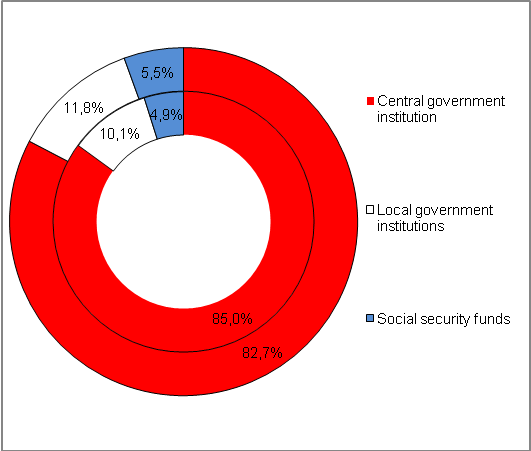 5,5%
11,8%
4,9%
10,1%
85,0%
82,7%
Central government
institution
Local government
institutions
Social security funds